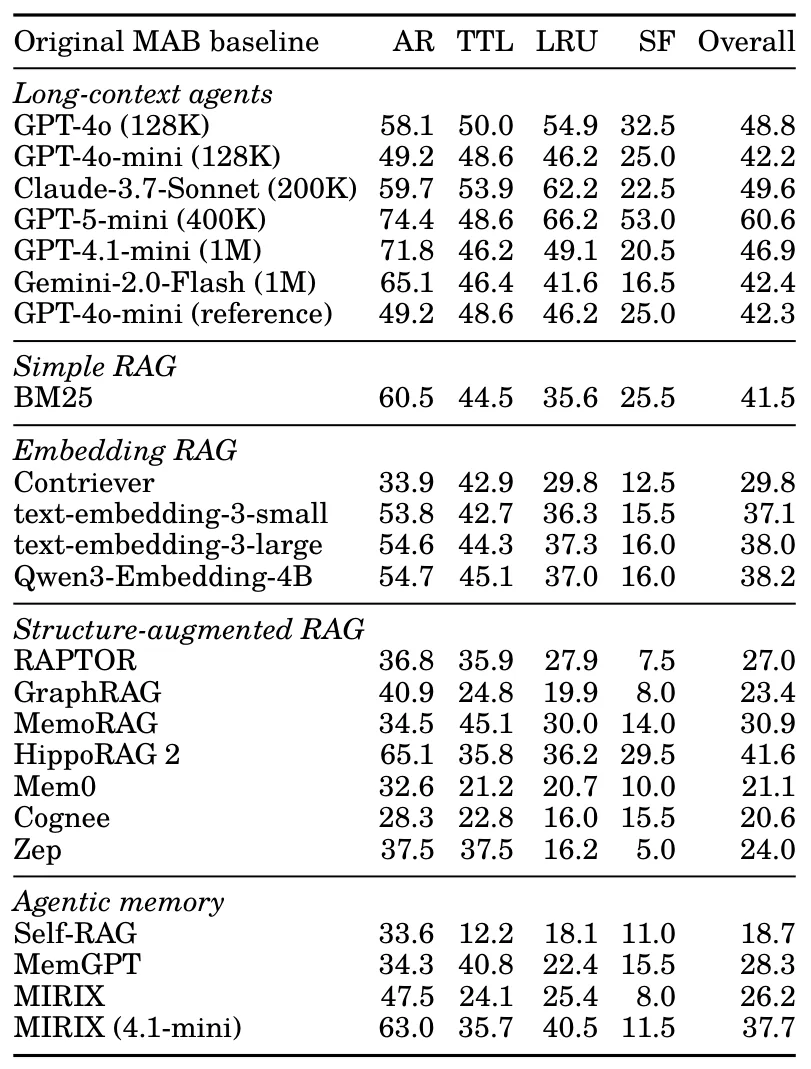 Original MAB baseline AR TTL LRU SF Overall
Long-context agents
GPT-4o (128K) 58.1 50.0 54.9 32.5 48.8
GPT-4o-mini (128K) 49.2 48.6 46.2 25.0 42.2
Claude-3.7-Sonnet (200K) 59.7 53.9 62.2 22.5 49.6
GPT-5-mini (400K) 74.4 48.6 66.2 53.0 60.6
GPT-4.1-mini (1M) 71.8 46.2 49.1 20.5 46.9
Gemini-2.0-Flash (1M) 65.1 46.4 41.6 16.5 42.4
GPT-4o-mini (reference) 49.2 48.6 46.2 25.0 42.3
Simple RAG
BM25 60.5 44.5 35.6 25.5 41.5
Embedding RAG
Contriever 33.9 42.9 29.8 12.5 29.8
text-embedding-3-small 53.8 42.7 36.3 15.5 37.1
text-embedding-3-large 54.6 44.3 37.3 16.0 38.0
Qwen3-Embedding-4B 54.7 45.1 37.0 16.0 38.2
Structure-augmented RAG
RAPTOR 36.8 35.9 27.9 7.5 27.0
GraphRAG 40.9 24.8 19.9 8.0 23.4
MemoRAG 34.5 45.1 30.0 14.0 30.9
HippoRAG 2 65.1 35.8 36.2 29.5 41.6
Mem0 32.6 21.2 20.7 10.0 21.1
Cognee 28.3 22.8 16.0 15.5 20.6
Zep 37.5 37.5 16.2 5.0 24.0
Agentic memory
Self-RAG 33.6 12.2 18.1 11.0 18.7
MemGPT 34.3 40.8 22.4 15.5 28.3
MIRIX 47.5 24.1 25.4 8.0 26.2
MIRIX (4.1-mini) 63.0 35.7 40.5 11.5 37.7